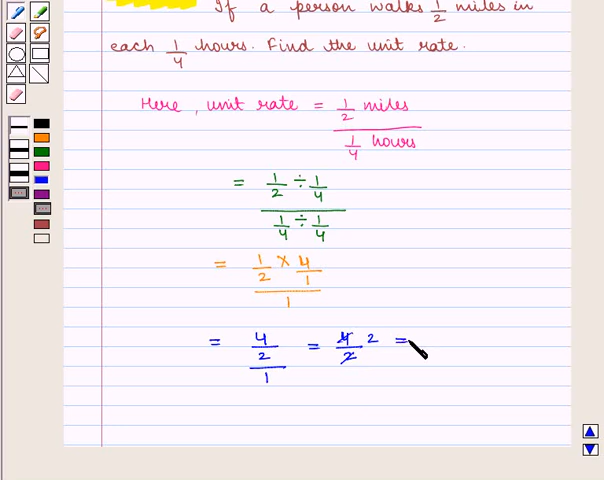 If a person walks 1/2 miles in
each 1/4 hours. Find the unit rate.
Here, unit rate = 1/2 miles
1/4 hours
= 1/2 ÷ 1/4
1/4 ÷ 1/4
= 1/2 × 4/1
1
= 4/2 / 1 = 4/2 2 =